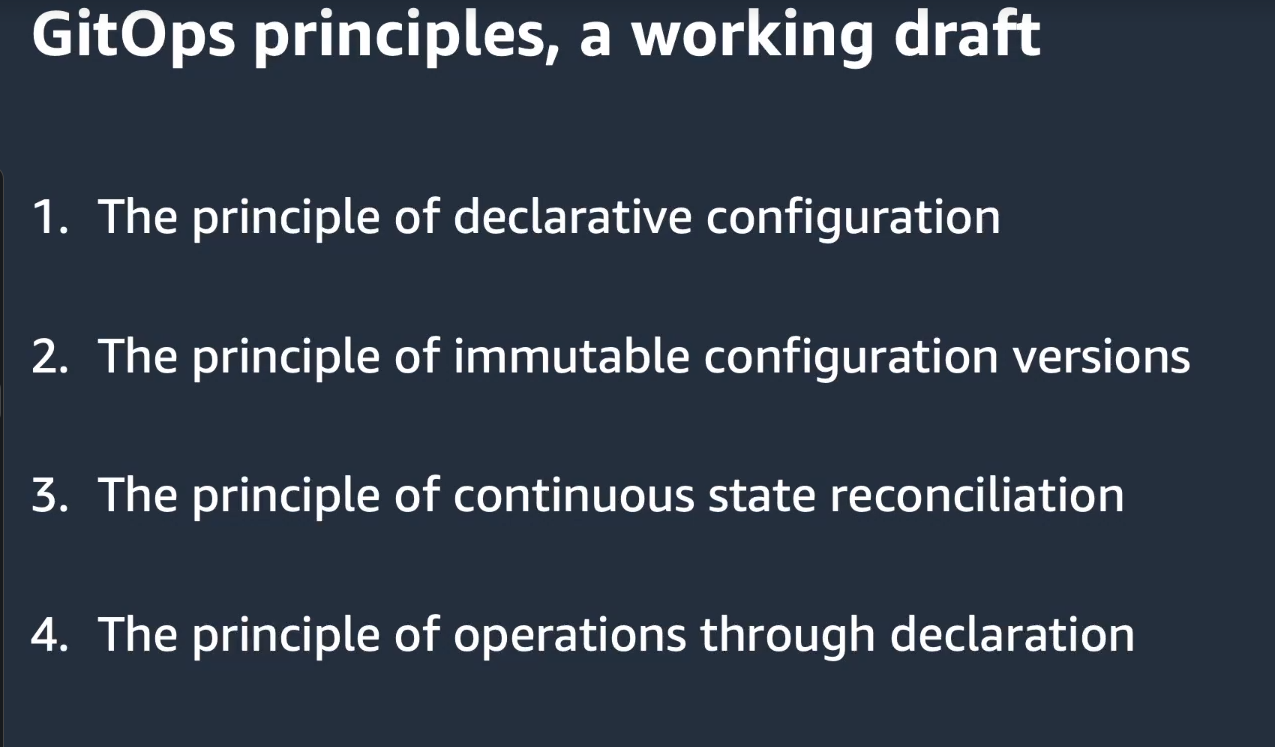 GitOps principles, a working draft
1. The principle of declarative configuration
2. The principle of immutable configuration versions
3. The principle of continuous state reconciliation
4. The principle of operations through declaration